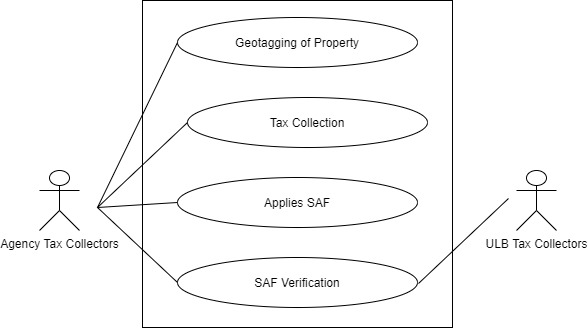 Geotagging of Property
Tax Collection
Applies SAF
Agency Tax Collectors
ULB Tax Collectors
SAF Verification